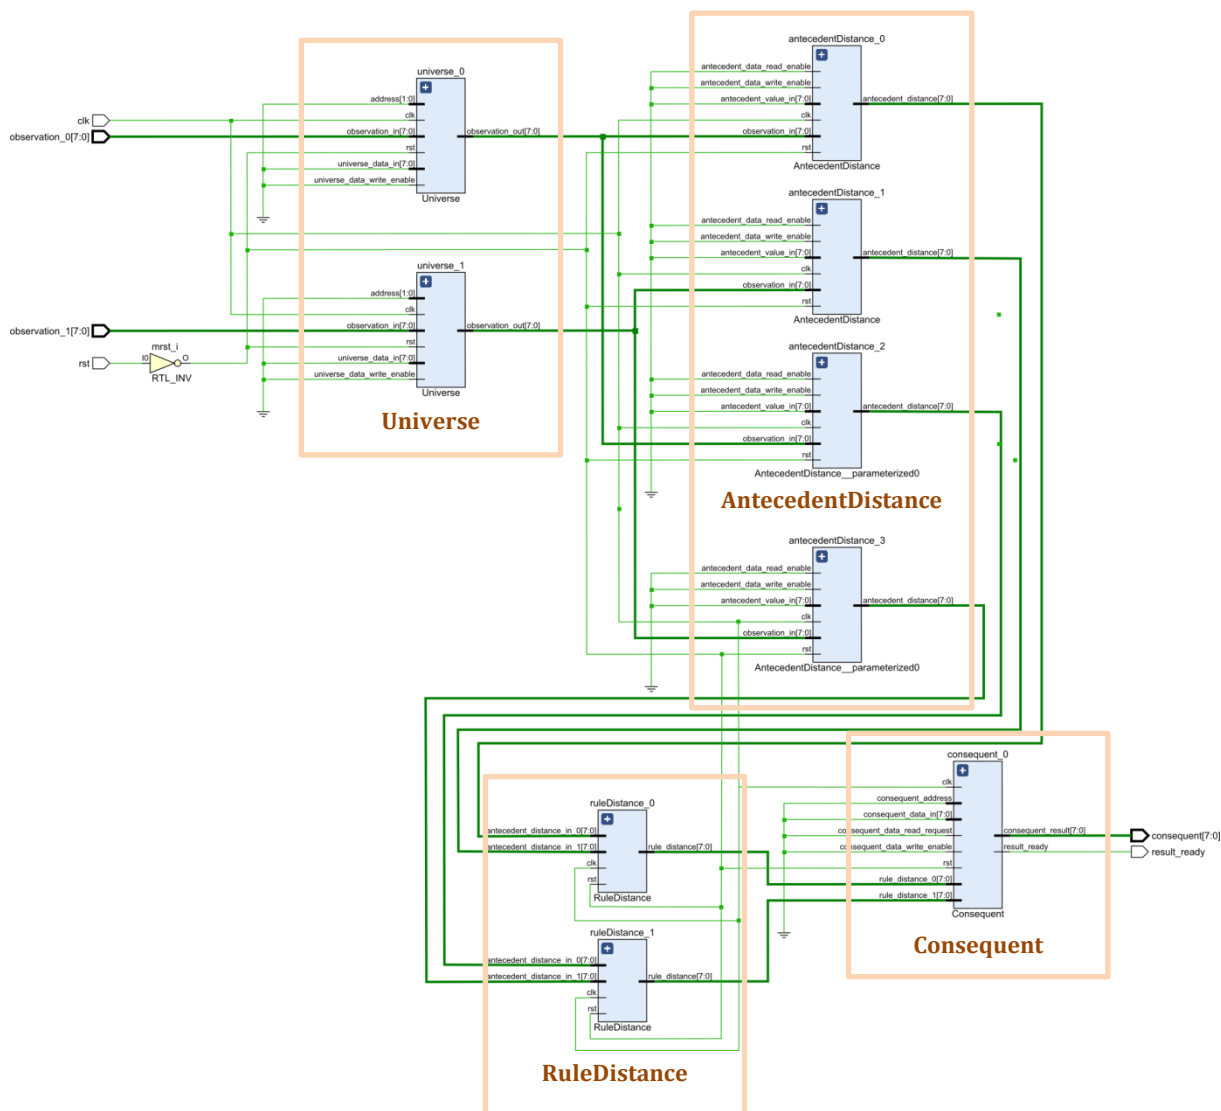 universe_0
address[1:0]
clk
observation_in[7:0]
rst
universe_data_in[7:0]
universe_data_write_enable
observation_out[7:0]
Universe
clk
observation_0[7:0]
universe_1
address[1:0]
clk
observation_in[7:0]
rst
universe_data_in[7:0]
universe_data_write_enable
observation_out[7:0]
Universe
observation_1[7:0]
rst
mrst_i
I0
O
RTL_INV
Universe
antecedentDistance_0
antecedent_data_read_enable
antecedent_data_write_enable
antecedent_value_in[7:0]
clk
observation_in[7:0]
rst
antecedent_distance[7:0]
AntecedentDistance
antecedentDistance_1
antecedent_data_read_enable
antecedent_data_write_enable
antecedent_value_in[7:0]
clk
observation_in[7:0]
rst
antecedent_distance[7:0]
AntecedentDistance
antecedentDistance_2
antecedent_data_read_enable
antecedent_data_write_enable
antecedent_value_in[7:0]
clk
observation_in[7:0]
rst
antecedent_distance[7:0]
AntecedentDistance__parameterized0
AntecedentDistance
antecedentDistance_3
antecedent_data_read_enable
antecedent_data_write_enable
antecedent_value_in[7:0]
clk
observation_in[7:0]
rst
antecedent_distance[7:0]
AntecedentDistance__parameterized0
ruleDistance_0
antecedent_distance_in_0[7:0]
antecedent_distance_in_1[7:0]
clk
rst
rule_distance[7:0]
RuleDistance
ruleDistance_1
antecedent_distance_in_0[7:0]
antecedent_distance_in_1[7:0]
clk
rst
rule_distance[7:0]
RuleDistance
RuleDistance
consequent_0
clk
consequent_address
consequent_data_in[7:0]
consequent_data_read_request
consequent_data_write_enable
rst
rule_distance_0[7:0]
rule_distance_1[7:0]
consequent_result[7:0]
result_ready
Consequent
consequent[7:0]
result_ready
Consequent